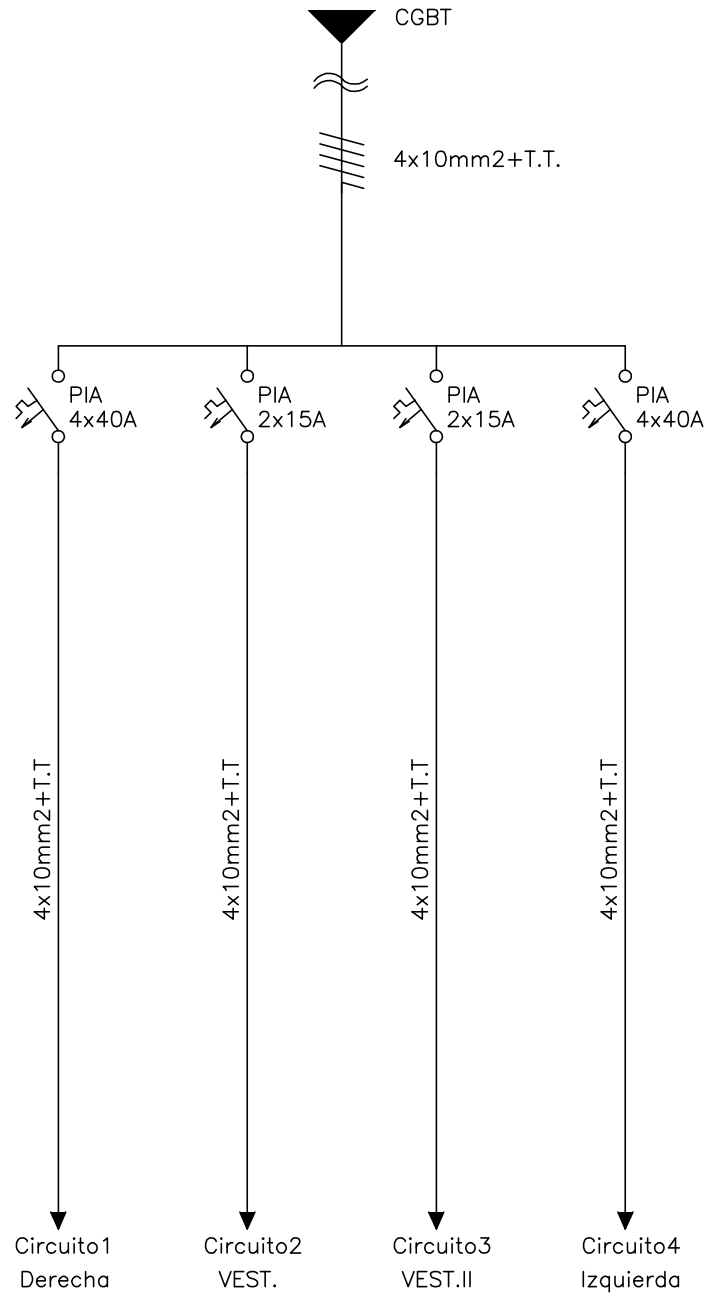 CGBT
4x10mm2+T.T.
PIA
4x40A
PIA
2x15A
PIA
2x15A
PIA
4x40A
4x10mm2+T.T
4x10mm2+T.T
4x10mm2+T.T
4x10mm2+T.T
Circuito1
Derecha
Circuito2
VEST.
Circuito3
VEST.II
Circuito4
Izquierda